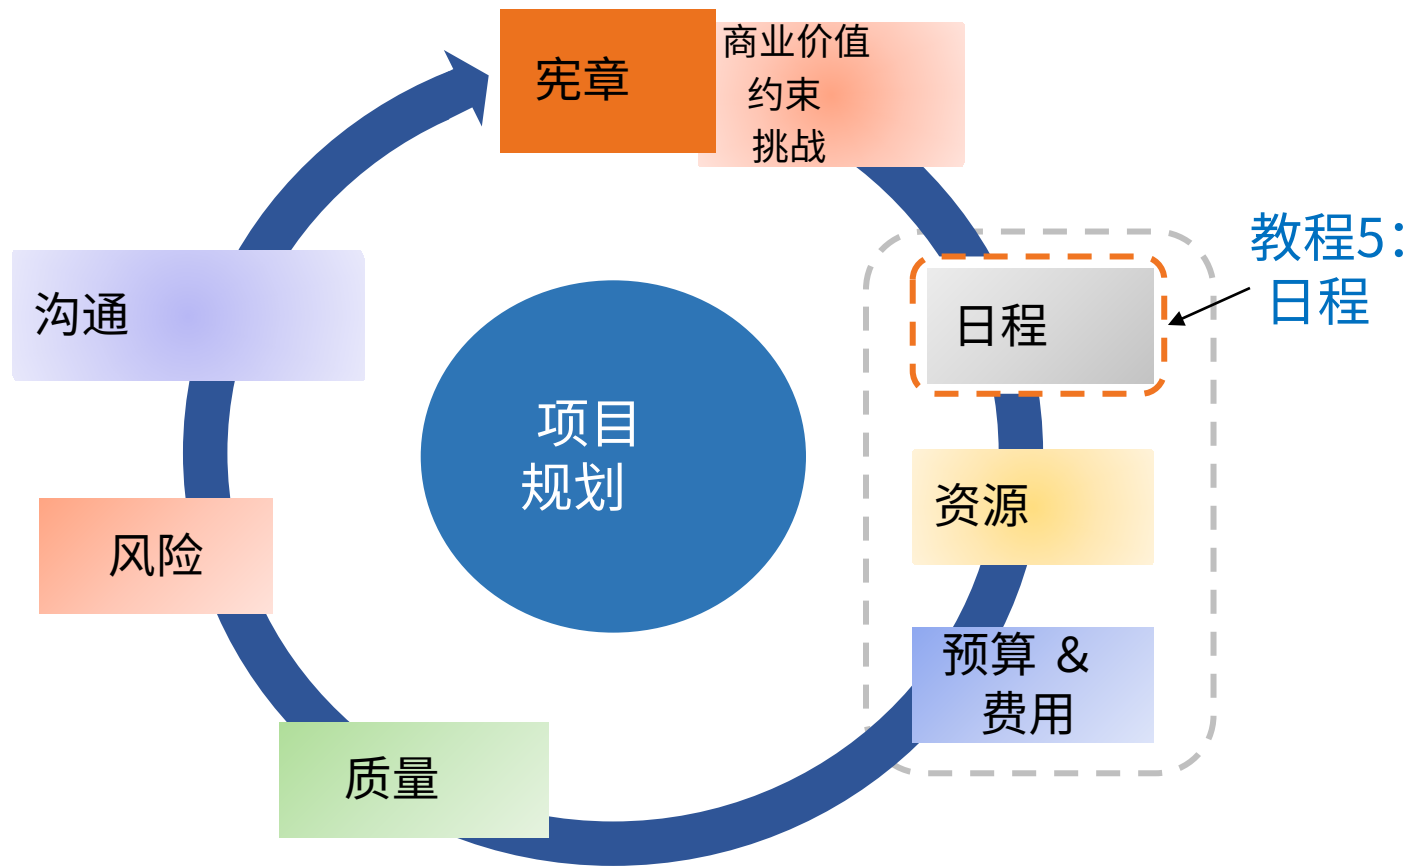 宪章
商业价值
约束
挑战
教程5：
日程
日程
沟通
项目
规划
资源
风险
预算 &
费用
质量